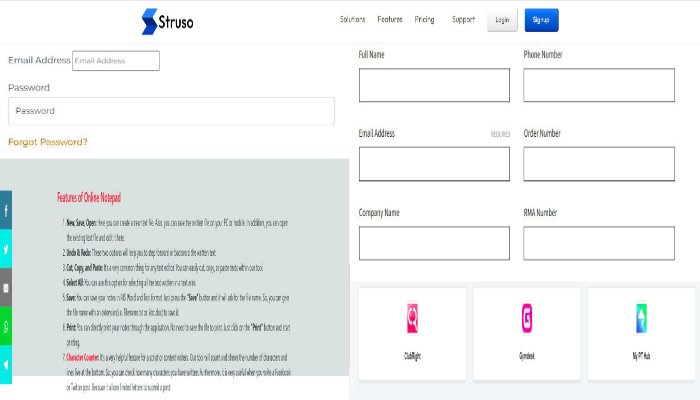 Struso
Solutions Features Pricing Support Login Signup
Email Address Email Address
Password
Password
Forgot Password?
Full Name
Phone Number
Email Address REQUIRED
Order Number
Company Name
RMA Number
Features of Online Notepad
1. New, Save, Open: Here you can create a new text file. Also, you can save the written file on your PC or mobile. In addition, you can open
the existing text file and edit it here.
2. Undo & Redo: These two options will help you to step forward or backward the written text.
3. Cut, Copy, and Paste: It's a very common thing for any text editor. You can easily cut, copy, or paste texts within our tool.
4. Select All: You can use this option for selecting all the text written in a text area.
5. Save: You can save your notes in MS Word and Text format. Just press the "Save" button and it will ask for the file name. So, you can give
the file name with an extension(i.e. Filename.txt or .doc) to save it.
6. Print: You can directly print your notes through the application. No need to save the file to print. Just click on the "Print" button and start
printing.
7. Character Counter: It's a very helpful feature for a script or content writers. Our tool will count and show the number of characters and
lines live at the bottom. So, you can check how many characters you have written. Furthermore, it is very useful when you write a Facebook
or Twitter post. Because it allows limited letters to submit a post.
ClubRight
Gymdesk
My PT Hub